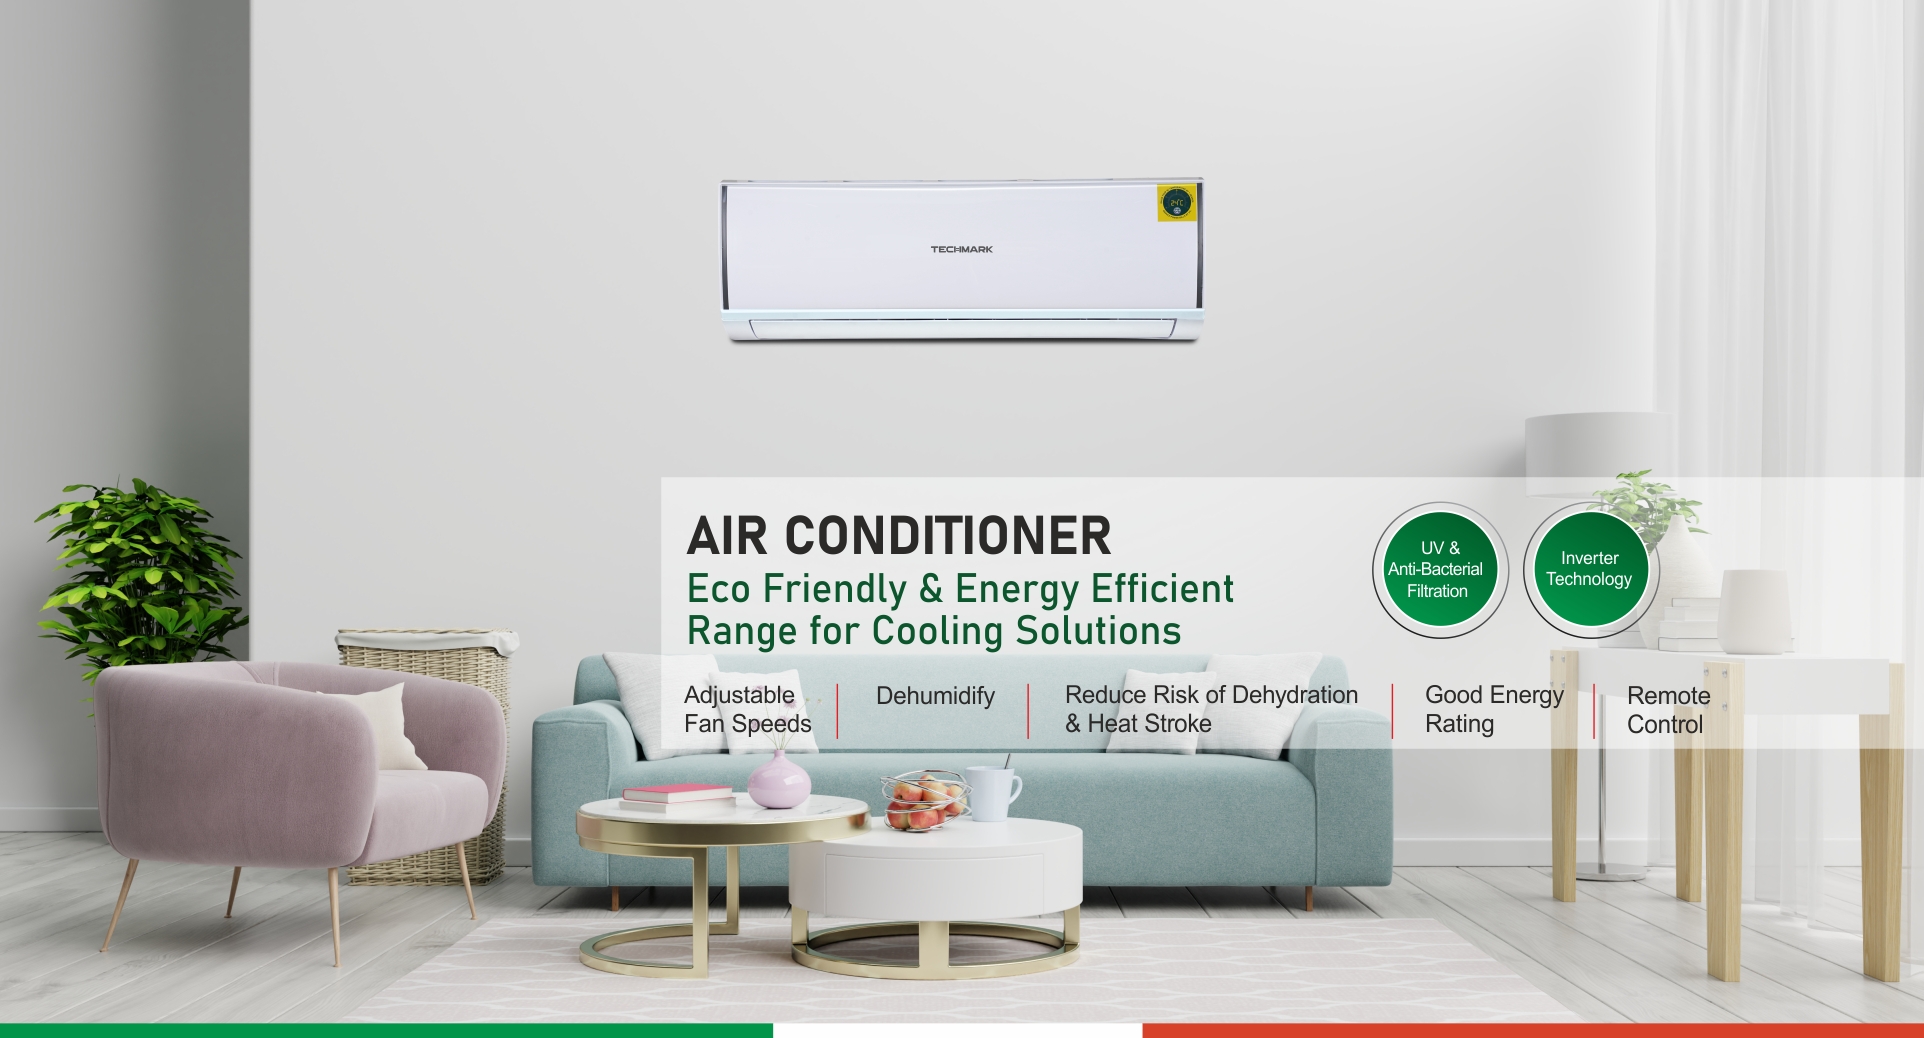 TECHMARK
24°C
AIR CONDITIONER
Eco Friendly & Energy Efficient
Range for Cooling Solutions
UV &
Anti-Bacterial
Filtration
Inverter
Technology
Adjustable
Fan Speeds
Dehumidify
Reduce Risk of Dehydration
& Heat Stroke
Good Energy
Rating
Remote
Control